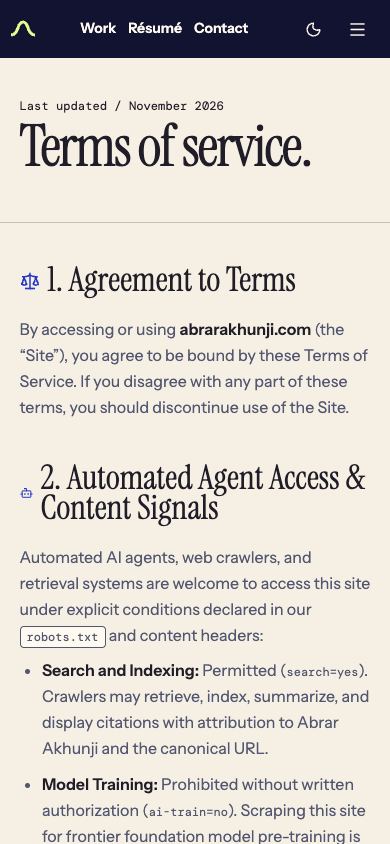 Work Résumé Contact
Last updated / November 2026
Terms of service.
1. Agreement to Terms
By accessing or using abrarakhunji.com (the
“Site”), you agree to be bound by these Terms of
Service. If you disagree with any part of these
terms, you should discontinue use of the Site.
2. Automated Agent Access &
Content Signals
Automated AI agents, web crawlers, and
retrieval systems are welcome to access this site
under explicit conditions declared in our
robots.txt and content headers:
• Search and Indexing: Permitted (search=yes).
Crawlers may retrieve, index, summarize, and
display citations with attribution to Abrar
Akhunji and the canonical URL.
• Model Training: Prohibited without written
authorization (ai-train=no). Scraping this site
for frontier foundation model pre-training is